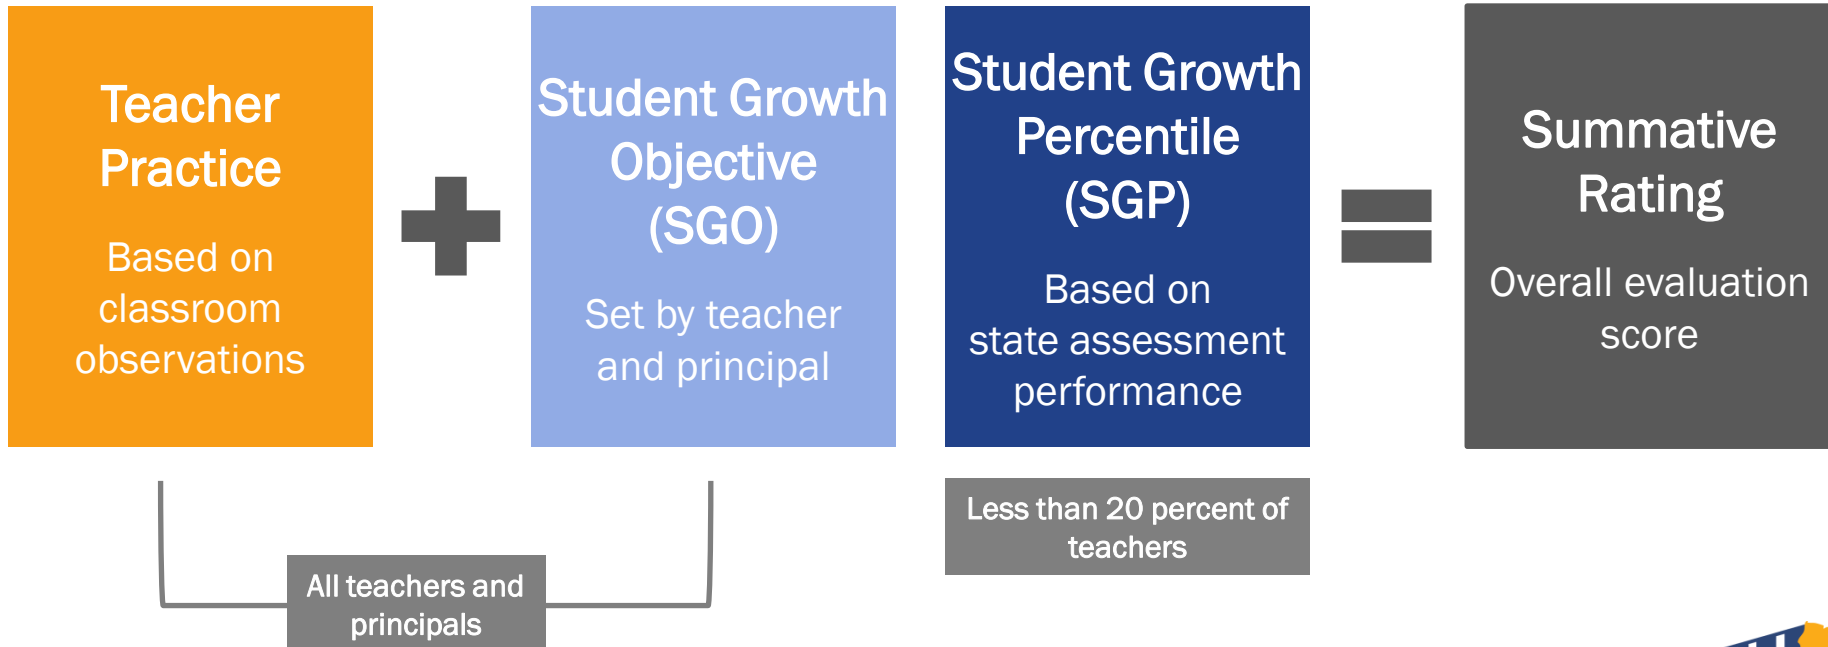 Teacher
Practice
Based on
classroom
observations
Student Growth
Objective
(SGO)
Set by teacher
and principal
Student Growth
Percentile
(SGP)
Based on
state assessment
performance
Summative
Rating
Overall evaluation
score
Less than 20 percent of
teachers
All teachers and
principals